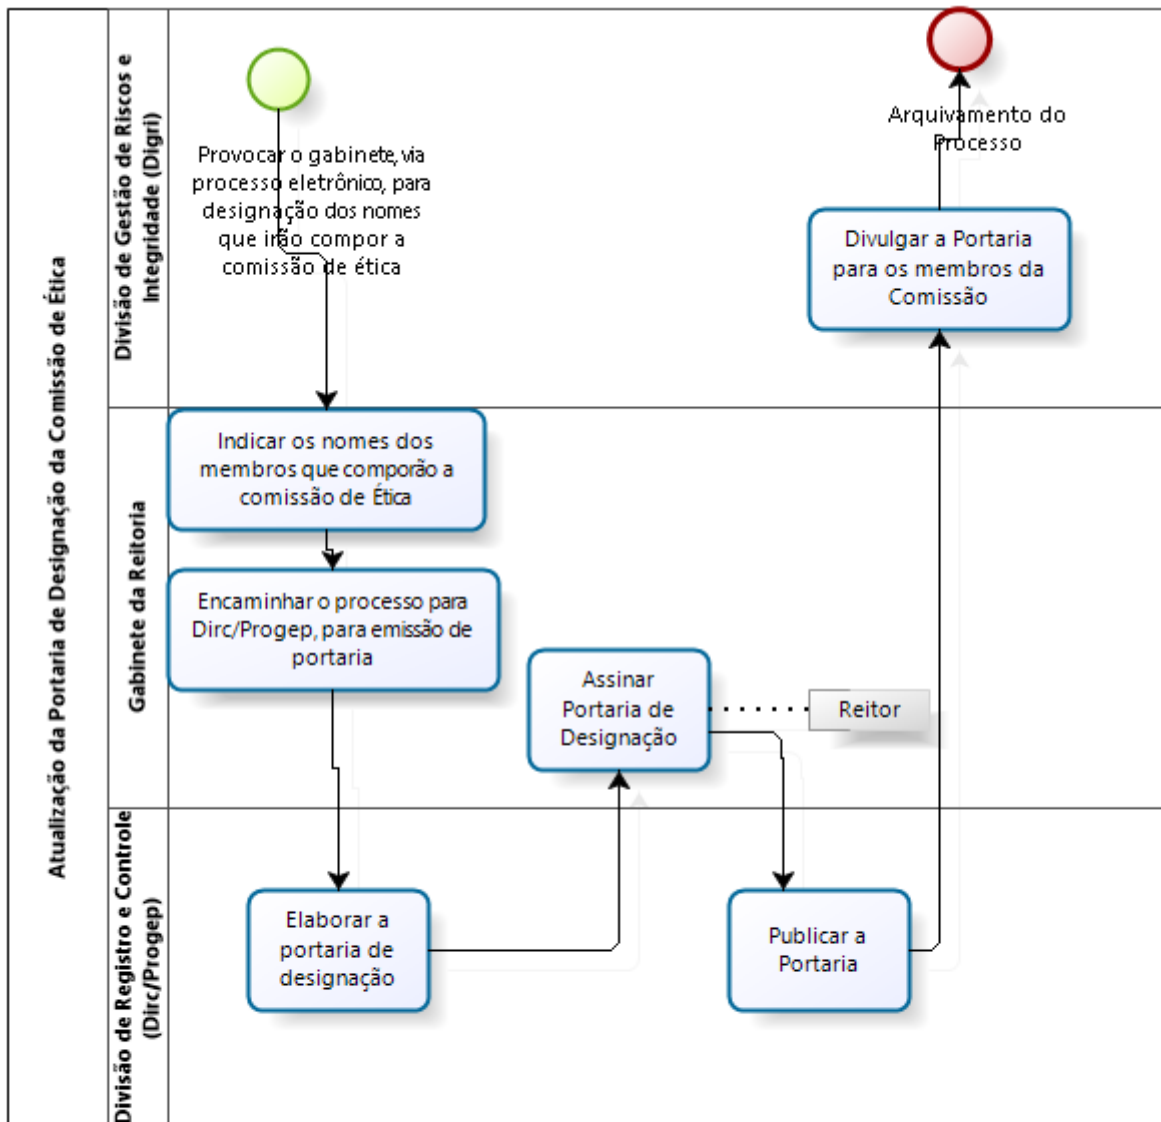 Atualização da Portaria de Designação da Comissão de Ética
Divisão de Gestão de Riscos e
Integridade (Digri)
Provocar o gabinete, via
processo eletrônico, para
designação dos nomes
que irão compor a
comissão de ética
Arquivamento do
Processo
Divulgar a Portaria
para os membros da
Comissão
Gabinete da Reitoria
Indicar os nomes dos
membros que comporão a
comissão de Ética
Encaminhar o processo para
Dirc/Progep, para emissão de
portaria
Assinar
Portaria de
Designação
Reitor
Divisão de Registro e Controle
(Dirc/Progep)
Elaborar a
portaria de
designação
Publicar a
Portaria